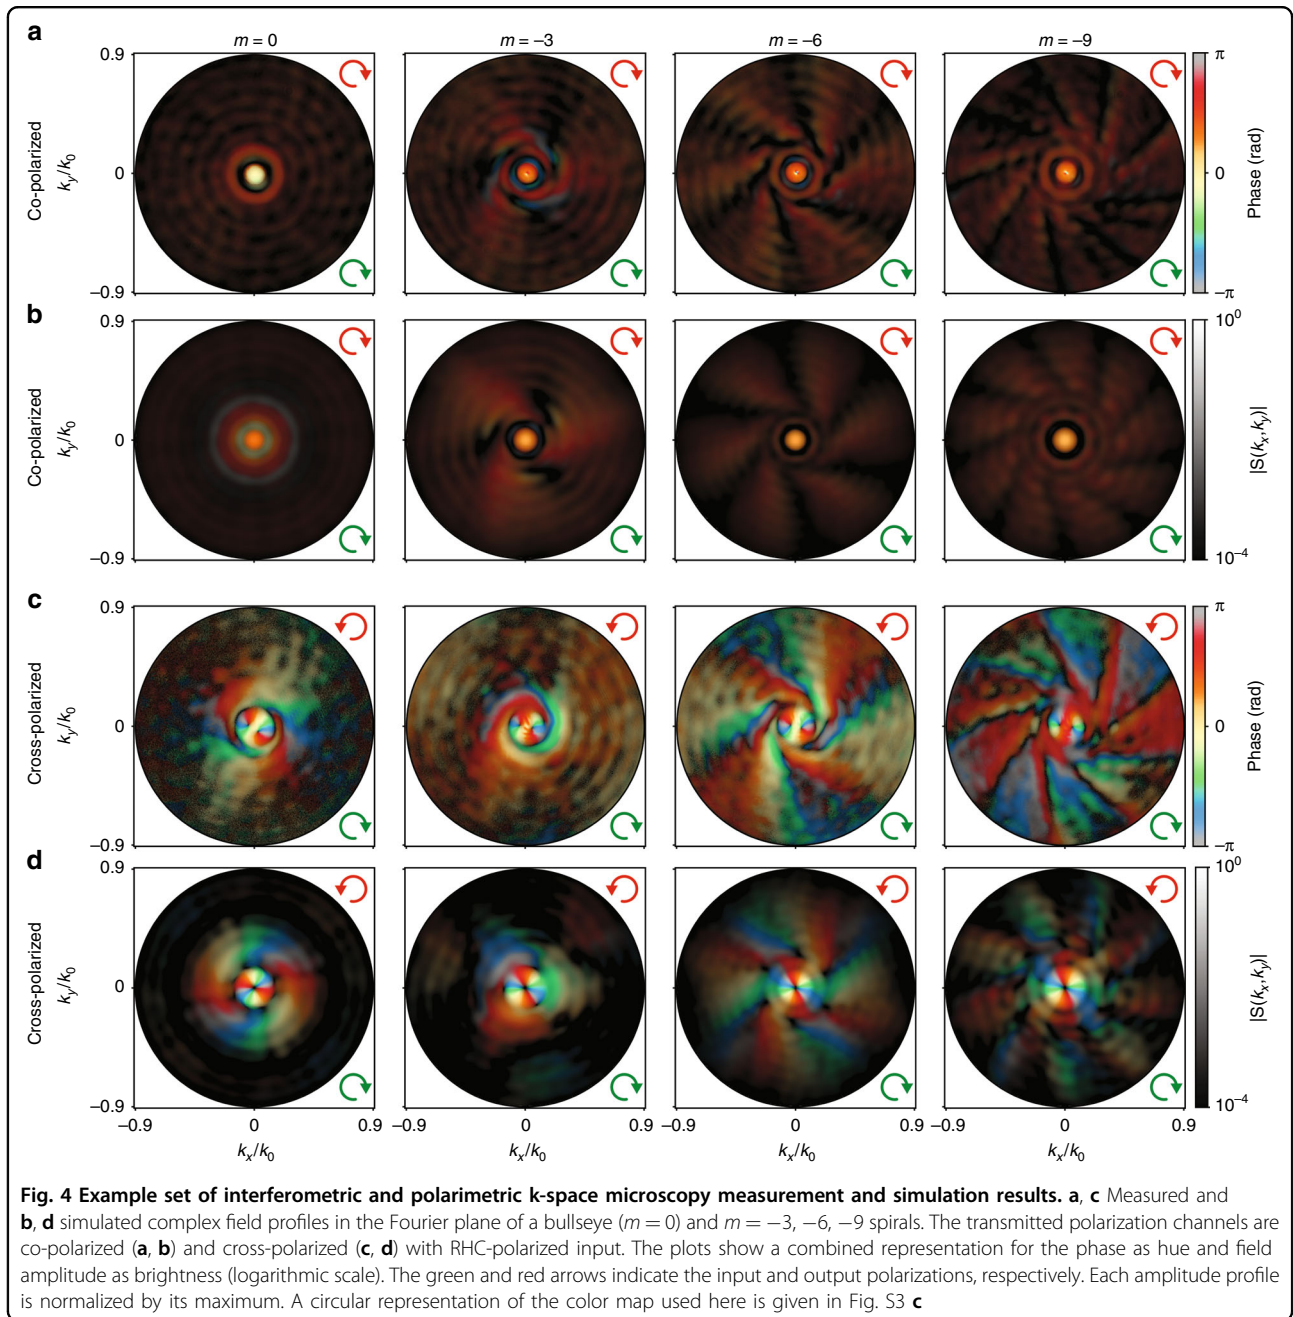 a
m = 0
m = –3
m = –6
m = –9
0.9
0
–0.9
Co-polarized
ky/k0
π
0
–π
Phase (rad)
b
0.9
0
–0.9
Co-polarized
ky/k0
10^0
10^–4
|S(kx,ky)|
c
0.9
0
–0.9
Cross-polarized
ky/k0
π
0
–π
Phase (rad)
d
0.9
0
–0.9
Cross-polarized
ky/k0
10^0
10^–4
|S(kx,ky)|
–0.9 0 0.9 –0.9 0 0.9 –0.9 0 0.9 –0.9 0 0.9
kx/k0 kx/k0 kx/k0 kx/k0
Fig. 4 Example set of interferometric and polarimetric k-space microscopy measurement and simulation results. a, c Measured and
b, d simulated complex field profiles in the Fourier plane of a bullseye (m = 0) and m = −3, −6, −9 spirals. The transmitted polarization channels are
co-polarized (a, b) and cross-polarized (c, d) with RHC-polarized input. The plots show a combined representation for the phase as hue and field
amplitude as brightness (logarithmic scale). The green and red arrows indicate the input and output polarizations, respectively. Each amplitude profile
is normalized by its maximum. A circular representation of the color map used here is given in Fig. S3 c